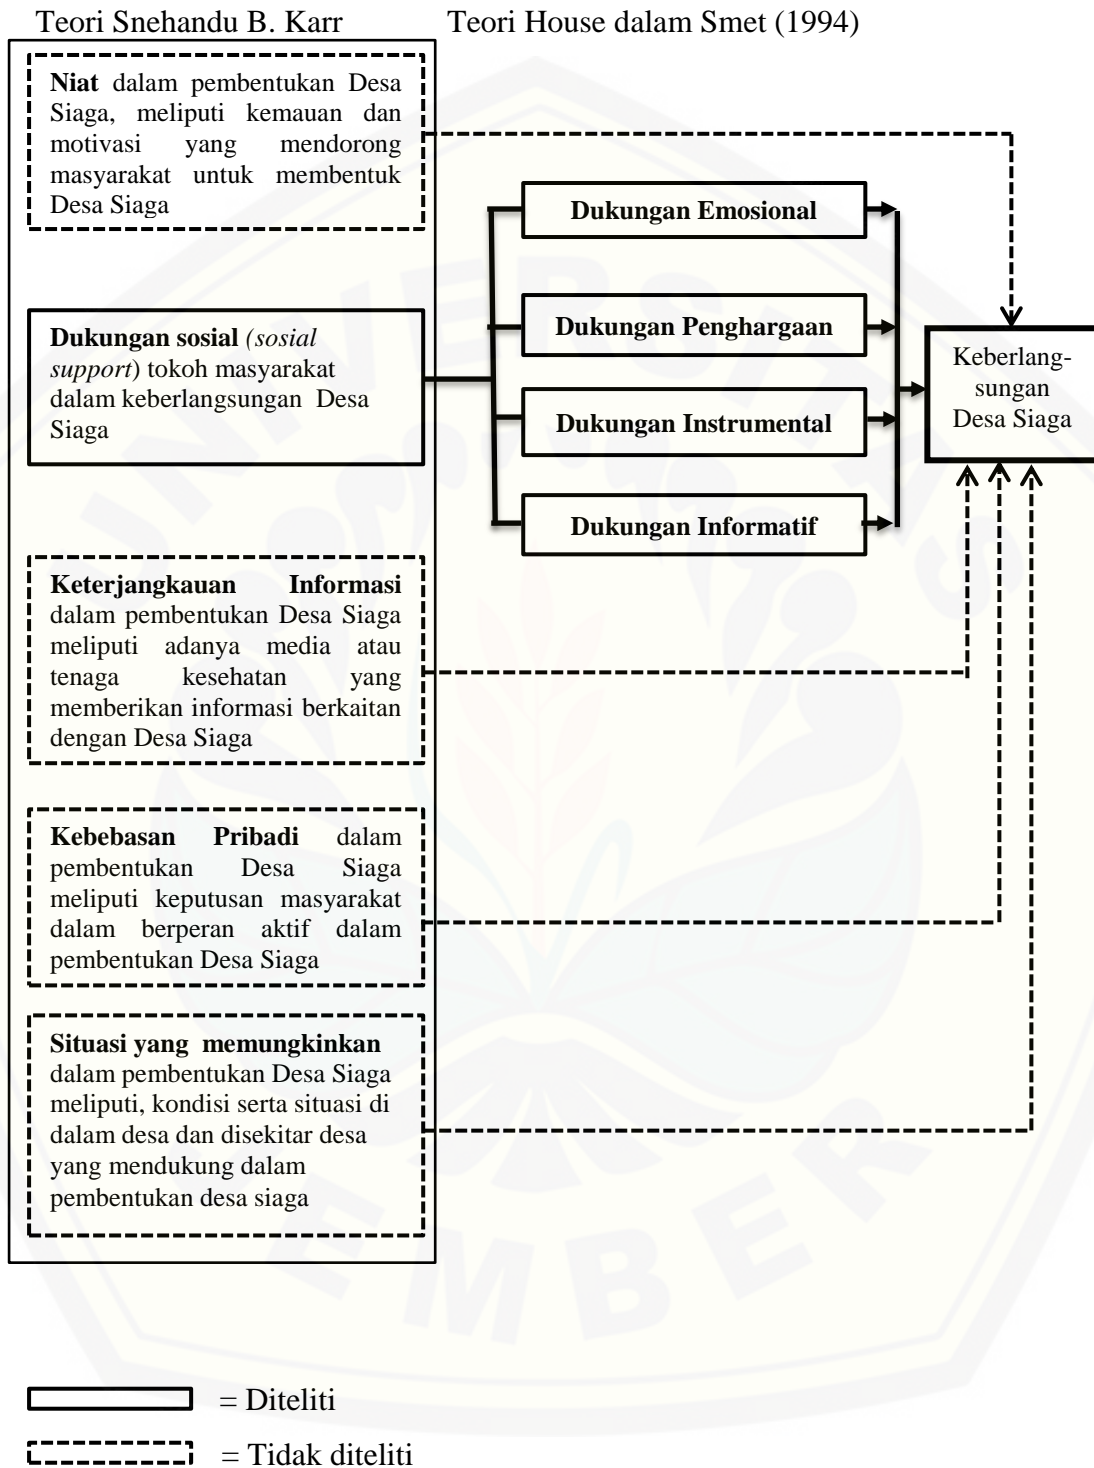 Teori Snehandu B. Karr
Teori House dalam Smet (1994)
Niat dalam pembentukan Desa
Siaga, meliputi kemauan dan
motivasi yang mendorong
masyarakat untuk membentuk
Desa Siaga
Dukungan sosial (sosial
support) tokoh masyarakat
dalam keberlangsungan Desa
Siaga
Keterjangkauan Informasi
dalam pembentukan Desa Siaga
meliputi adanya media atau
tenaga kesehatan yang
memberikan informasi berkaitan
dengan Desa Siaga
Kebebasan Pribadi dalam
pembentukan Desa Siaga
meliputi keputusan masyarakat
dalam berperan aktif dalam
pembentukan Desa Siaga
Situasi yang memungkinkan
dalam pembentukan Desa Siaga
meliputi, kondisi serta situasi di
dalam desa dan disekitar desa
yang mendukung dalam
pembentukan desa siaga
Dukungan Emosional
Dukungan Penghargaan
Dukungan Instrumental
Dukungan Informatif
Keberlang-
sungan
Desa Siaga
= Diteliti
= Tidak diteliti
UNIVERSITAS
JEMBER